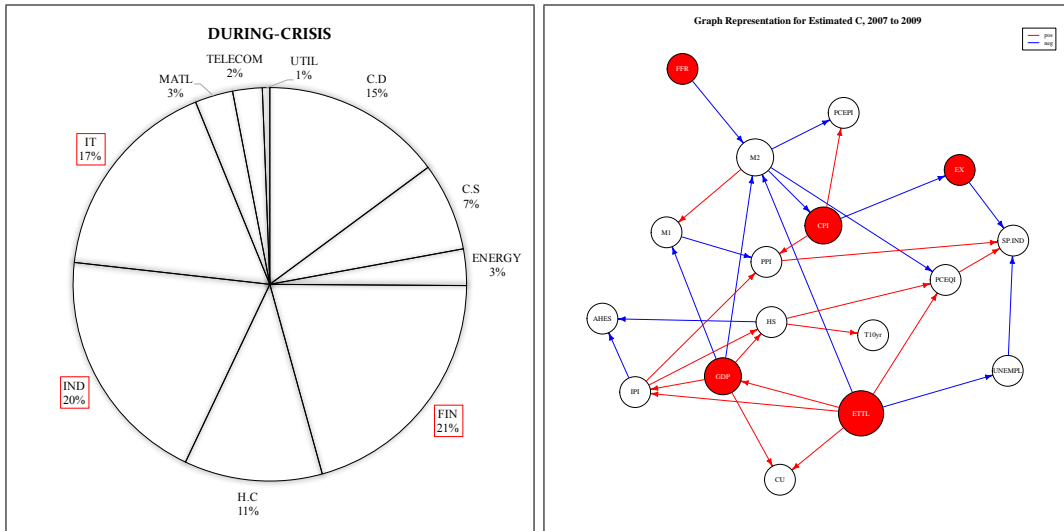 DURING-CRISIS
TELECOM
2%
UTIL
1%
MATL
3%
C.D
15%
IT
17%
C.S
7%
ENERGY
3%
IND
20%
FIN
21%
H.C
11%
Graph Representation for Estimated C, 2007 to 2009
pos
neg
FFR
PCEPI
M2
EX
CPI
M1
SP.IND
PPI
PCEQI
AHES
HS
T10yr
UNEMPL
GDP
IPI
ETTL
CU